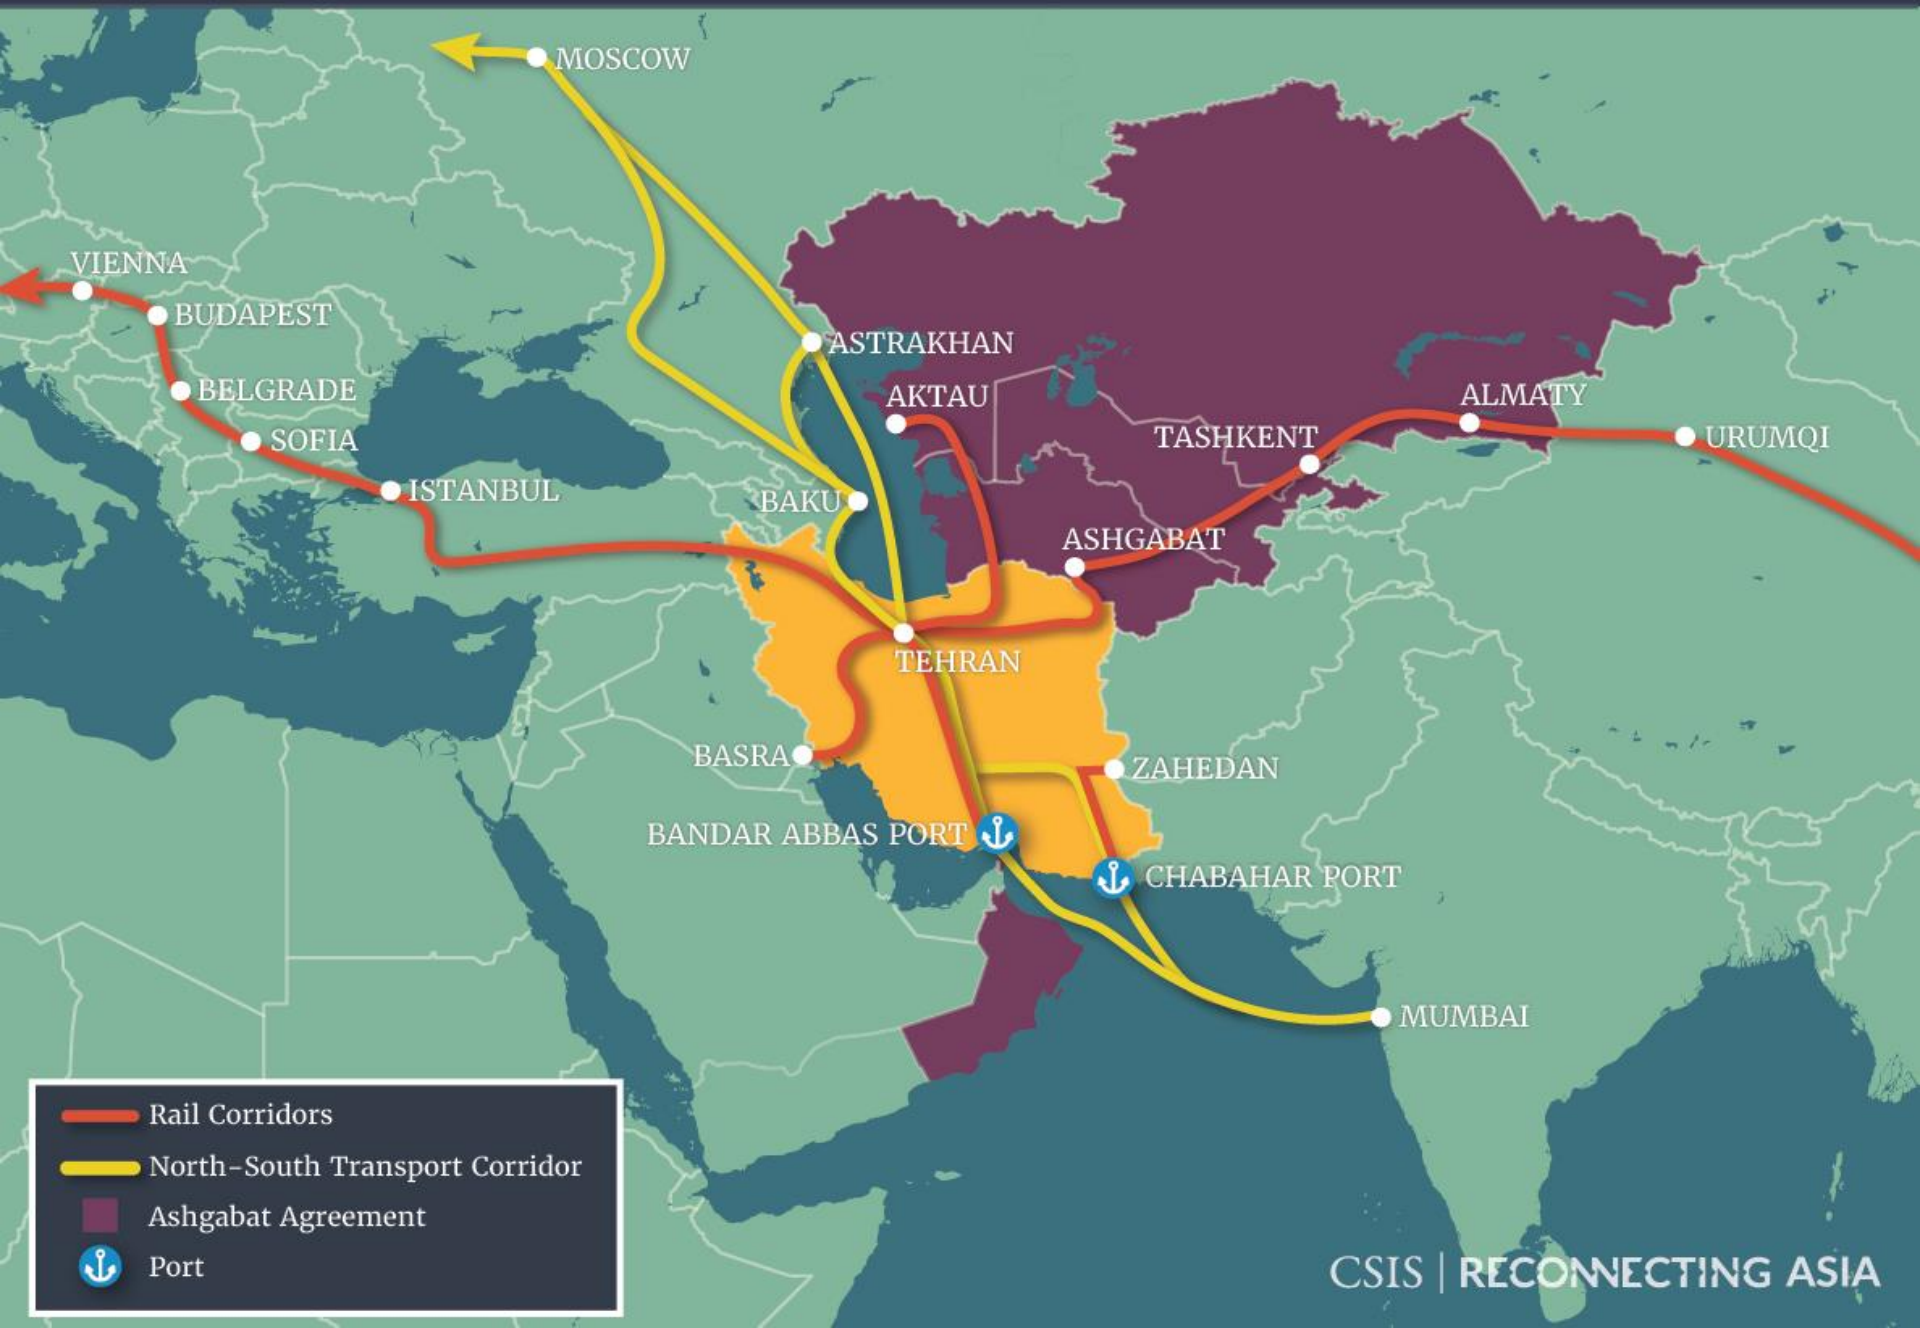 MOSCOW
VIENNA
BUDAPEST
ASTRAKHAN
BELGRADE
AKTAU
ALMATY
SOFIA
TASHKENT
URUMQI
ISTANBUL
BAKU
ASHGABAT
TEHRAN
BASRA
ZAHEDAN
BANDAR ABBAS PORT
CHABAHAR PORT
MUMBAI
Rail Corridors
North-South Transport Corridor
Ashgabat Agreement
Port
CSIS | RECONNECTING ASIA